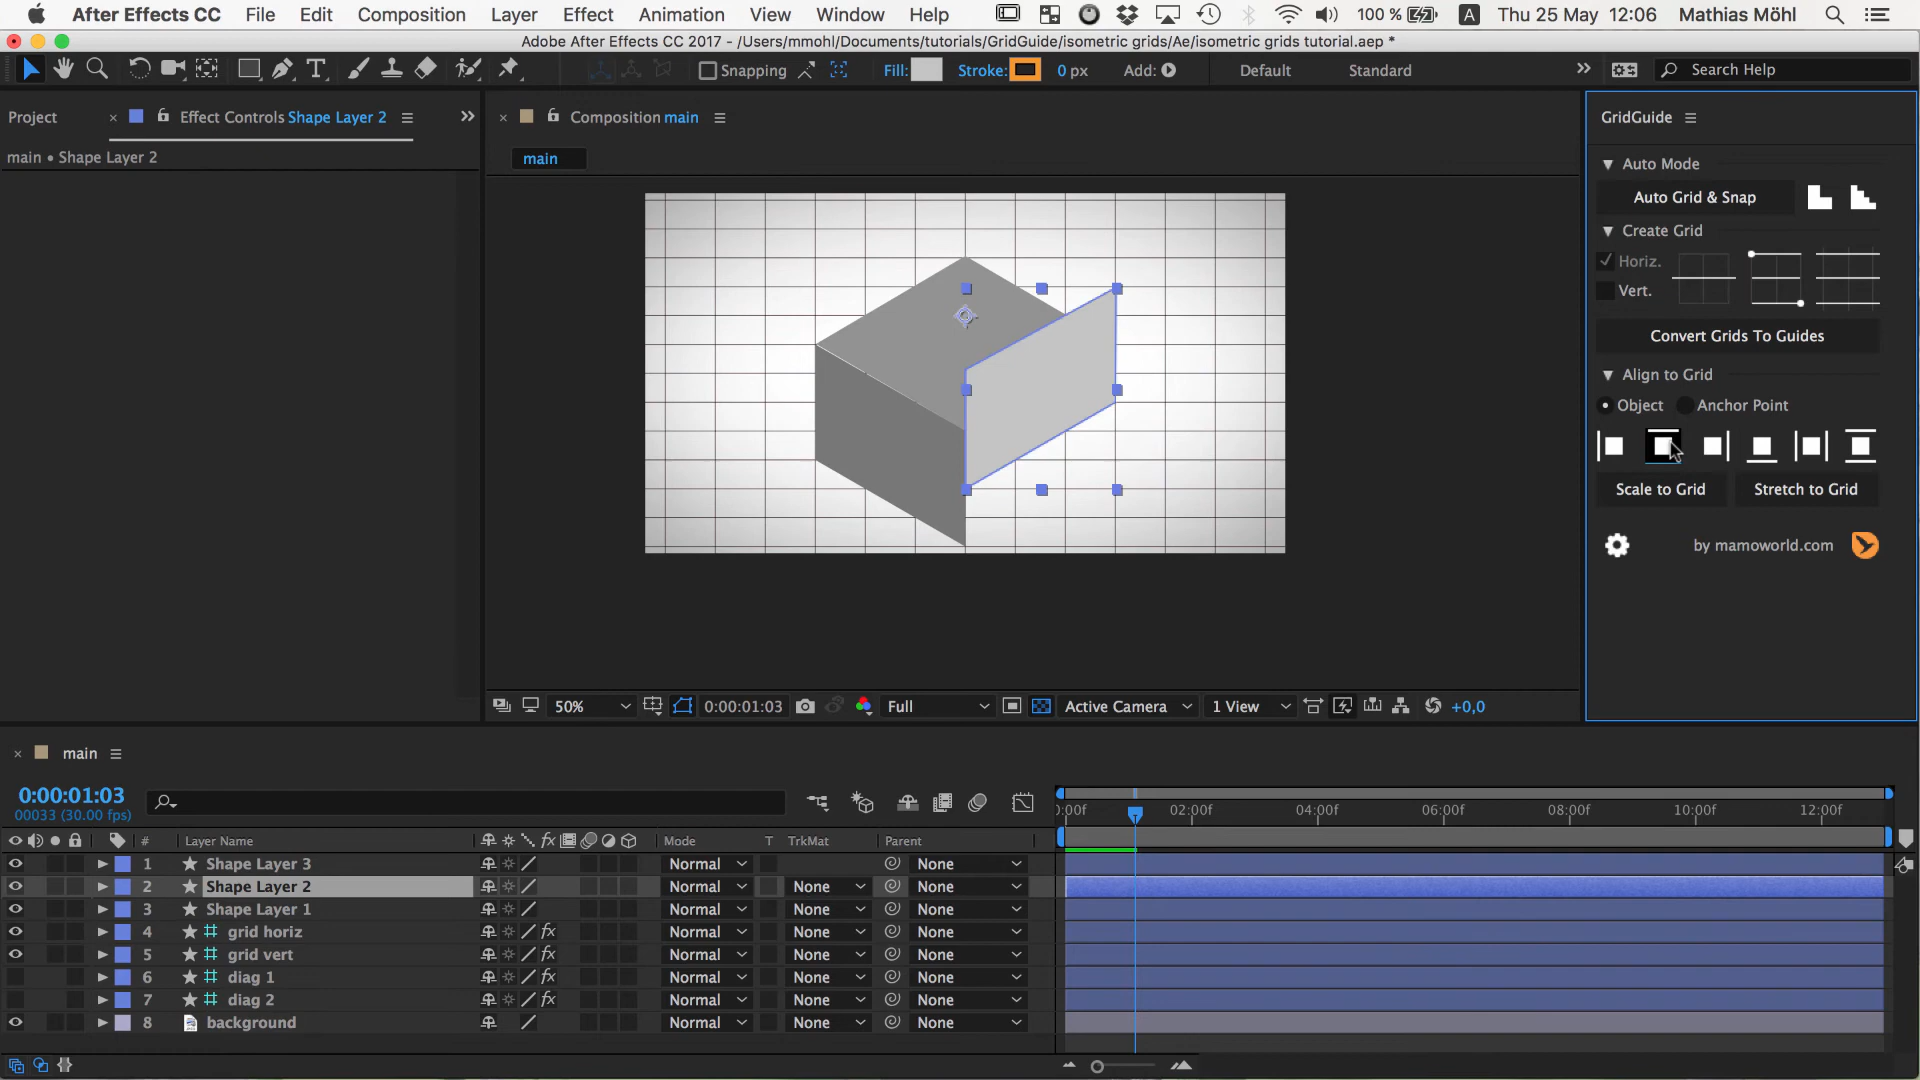 After Effects CC File Edit Composition Layer Effect Animation View Window Help 100 % A Thu 25 May 12:06 Mathias Möhl
Adobe After Effects CC 2017 - /Users/mmohl/Documents/tutorials/GridGuide/isometric grids/Ae/isometric grids tutorial.aep *
Snapping Fill: Stroke: 0 px Add: Default Standard Search Help
Project × Effect Controls Shape Layer 2
main • Shape Layer 2
× Composition main
main
GridGuide
Auto Mode
Auto Grid & Snap
Create Grid
Horiz.
Vert.
Convert Grids To Guides
Align to Grid
Object Anchor Point
Scale to Grid Stretch to Grid
by mamoworld.com
50% 0:00:01:03 Full Active Camera 1 View +0,0
× main
0:00:01:03
00033 (30.00 fps)
:00f 02:00f 04:00f 06:00f 08:00f 10:00f 12:00f
# Layer Name fx Mode T TrkMat Parent
1 Shape Layer 3 Normal None
2 Shape Layer 2 Normal None None
3 Shape Layer 1 Normal None None
4 grid horiz fx Normal None None
5 grid vert fx Normal None None
6 diag 1 fx Normal None None
7 diag 2 fx Normal None None
8 background Normal None None